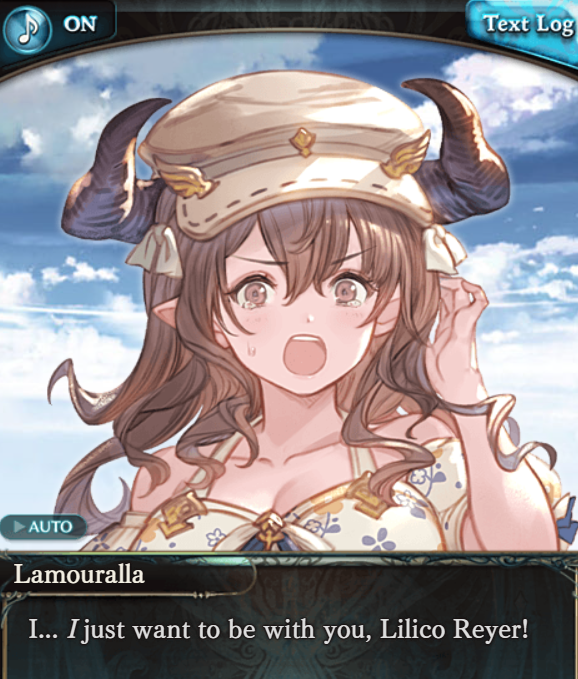 ON
Text Log
AUTO
Lamouralla
I... I just want to be with you, Lilico Reyer!